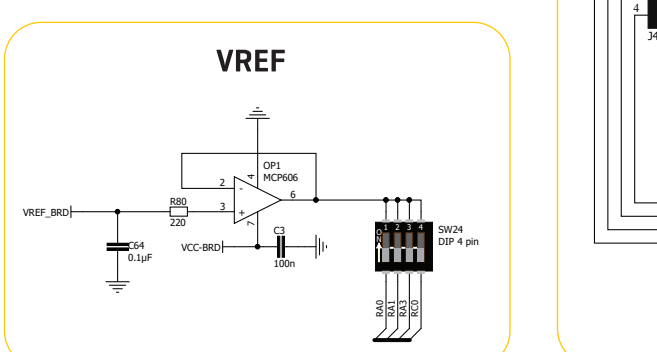 VREF
4
J4
OP1
MCP606
4
2
-
6
3
+
7
R80
220
VREF_BRD
C64
0.1µF
VCC-BRD
C3
100n
1 2 3 4
ON
SW24
DIP 4 pin
RA0
RA1
RA3
RC0